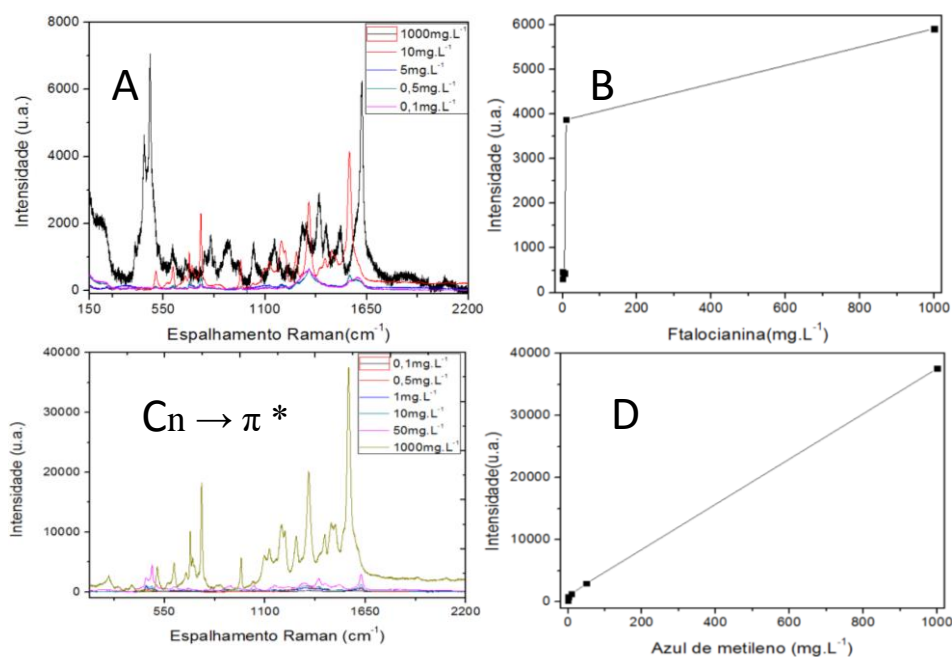 8000
6000
4000
2000
0
150
550
1100
1650
2200
Intensidade (u.a.)
Espalhamento Raman(cm⁻¹)
A
1000mg.L⁻¹
10mg.L⁻¹
5mg.L⁻¹
0,5mg.L⁻¹
0,1mg.L⁻¹
6000
5000
4000
3000
2000
1000
0
0
200
400
600
800
1000
Intensidade (u.a.)
Ftalocianina(mg.L⁻¹)
B
40000
30000
20000
10000
0
550
1100
1650
2200
Intensidade (u.a.)
Espalhamento Raman (cm⁻¹)
Cn → π *
0,1mg.L⁻¹
0,5mg.L⁻¹
1mg.L⁻¹
10mg.L⁻¹
50mg.L⁻¹
1000mg.L⁻¹
40000
30000
20000
10000
0
0
200
400
600
800
1000
Intensidade(u.a.)
Azul de metileno (mg.L⁻¹)
D